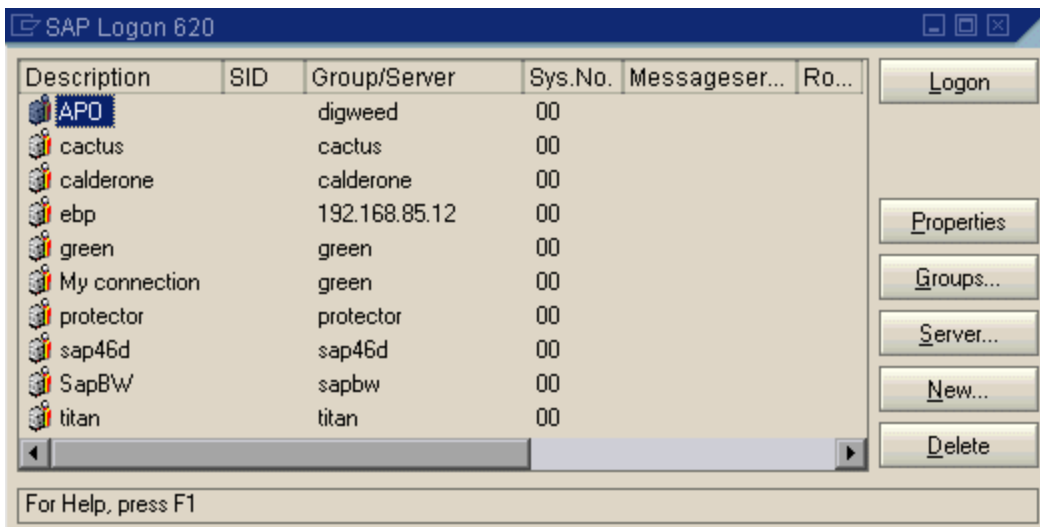 SAP Logon 620
Description SID Group/Server Sys.No. Messageser... Ro...
APO digweed 00
cactus cactus 00
calderone calderone 00
ebp 192.168.85.12 00
green green 00
My connection green 00
protector protector 00
sap46d sap46d 00
SapBW sapbw 00
titan titan 00
Logon
Properties
Groups...
Server...
New...
Delete
For Help, press F1